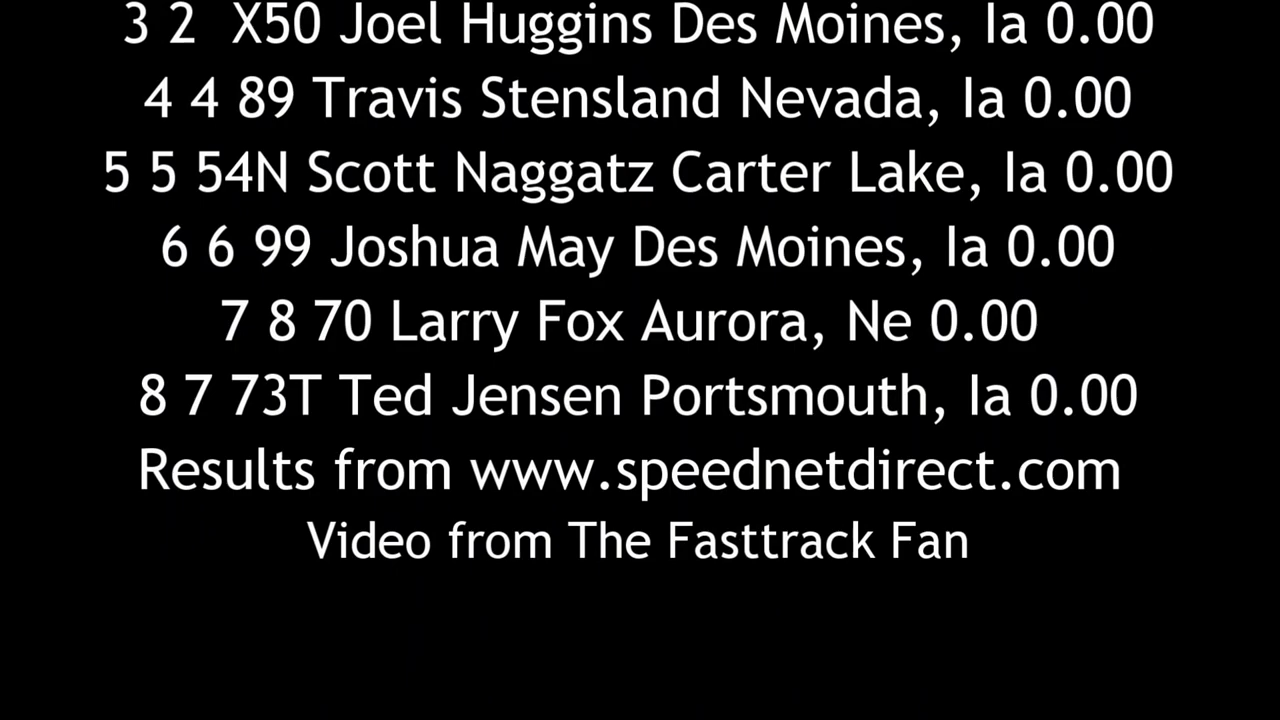 3 2 X50 Joel Huggins Des Moines, Ia 0.00
4 4 89 Travis Stensland Nevada, Ia 0.00
5 5 54N Scott Naggatz Carter Lake, Ia 0.00
6 6 99 Joshua May Des Moines, Ia 0.00
7 8 70 Larry Fox Aurora, Ne 0.00
8 7 73T Ted Jensen Portsmouth, Ia 0.00
Results from www.speednetdirect.com
Video from The Fasttrack Fan